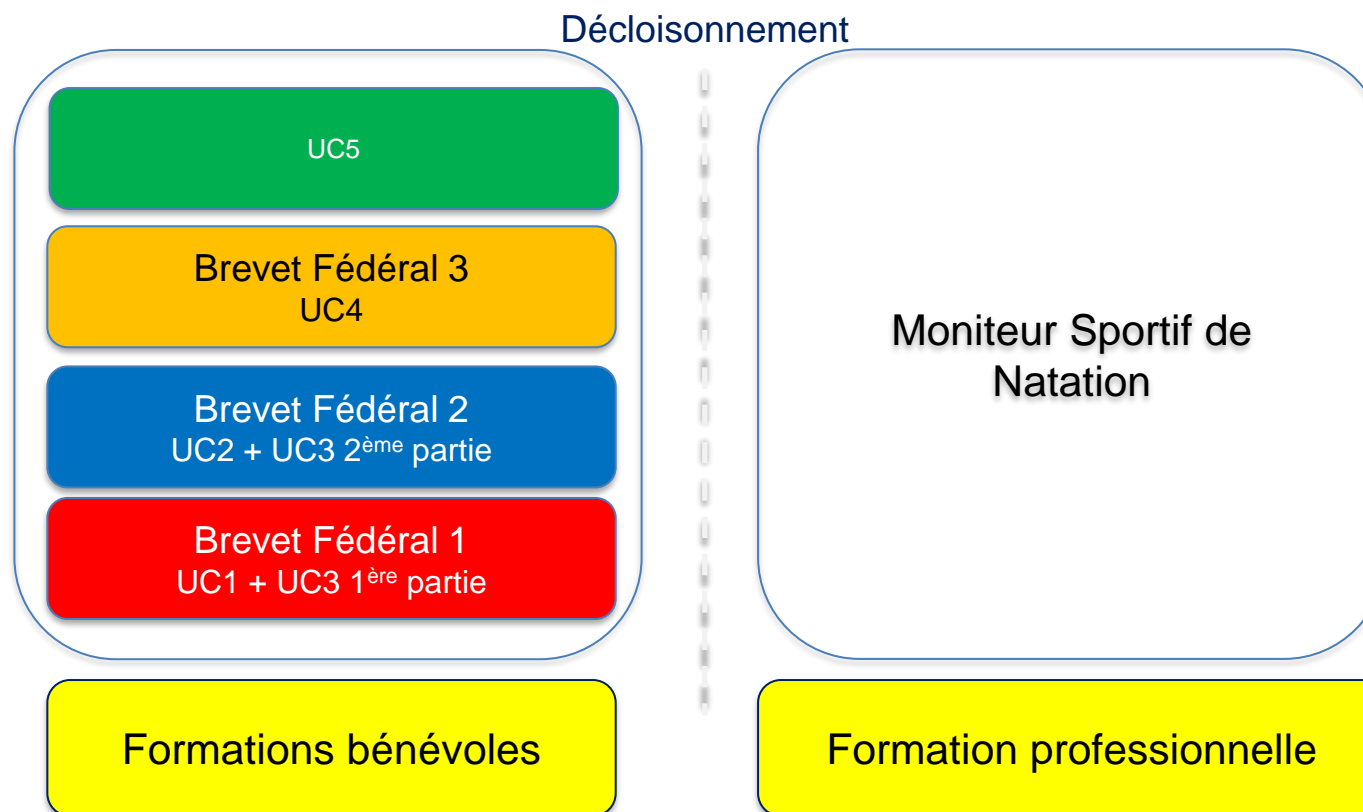 Décloisonnement
UC5
Brevet Fédéral 3
UC4
Brevet Fédéral 2
UC2 + UC3 2ème partie
Brevet Fédéral 1
UC1 + UC3 1ère partie
Formations bénévoles
Moniteur Sportif de
Natation
Formation professionnelle